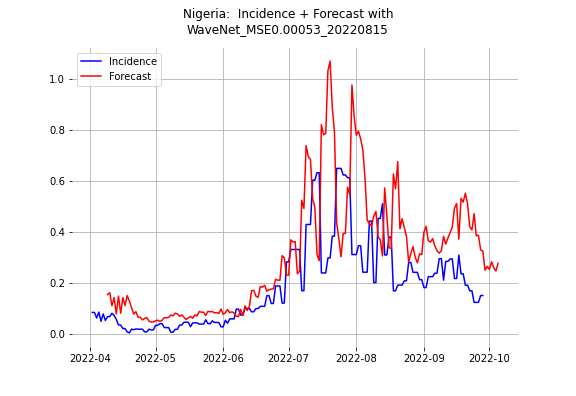 Nigeria:  Incidence + Forecast with
WaveNet_MSE0.00053_20220815
Incidence
Forecast
1.0
0.8
0.6
0.4
0.2
0.0
2022-04 2022-05 2022-06 2022-07 2022-08 2022-09 2022-10